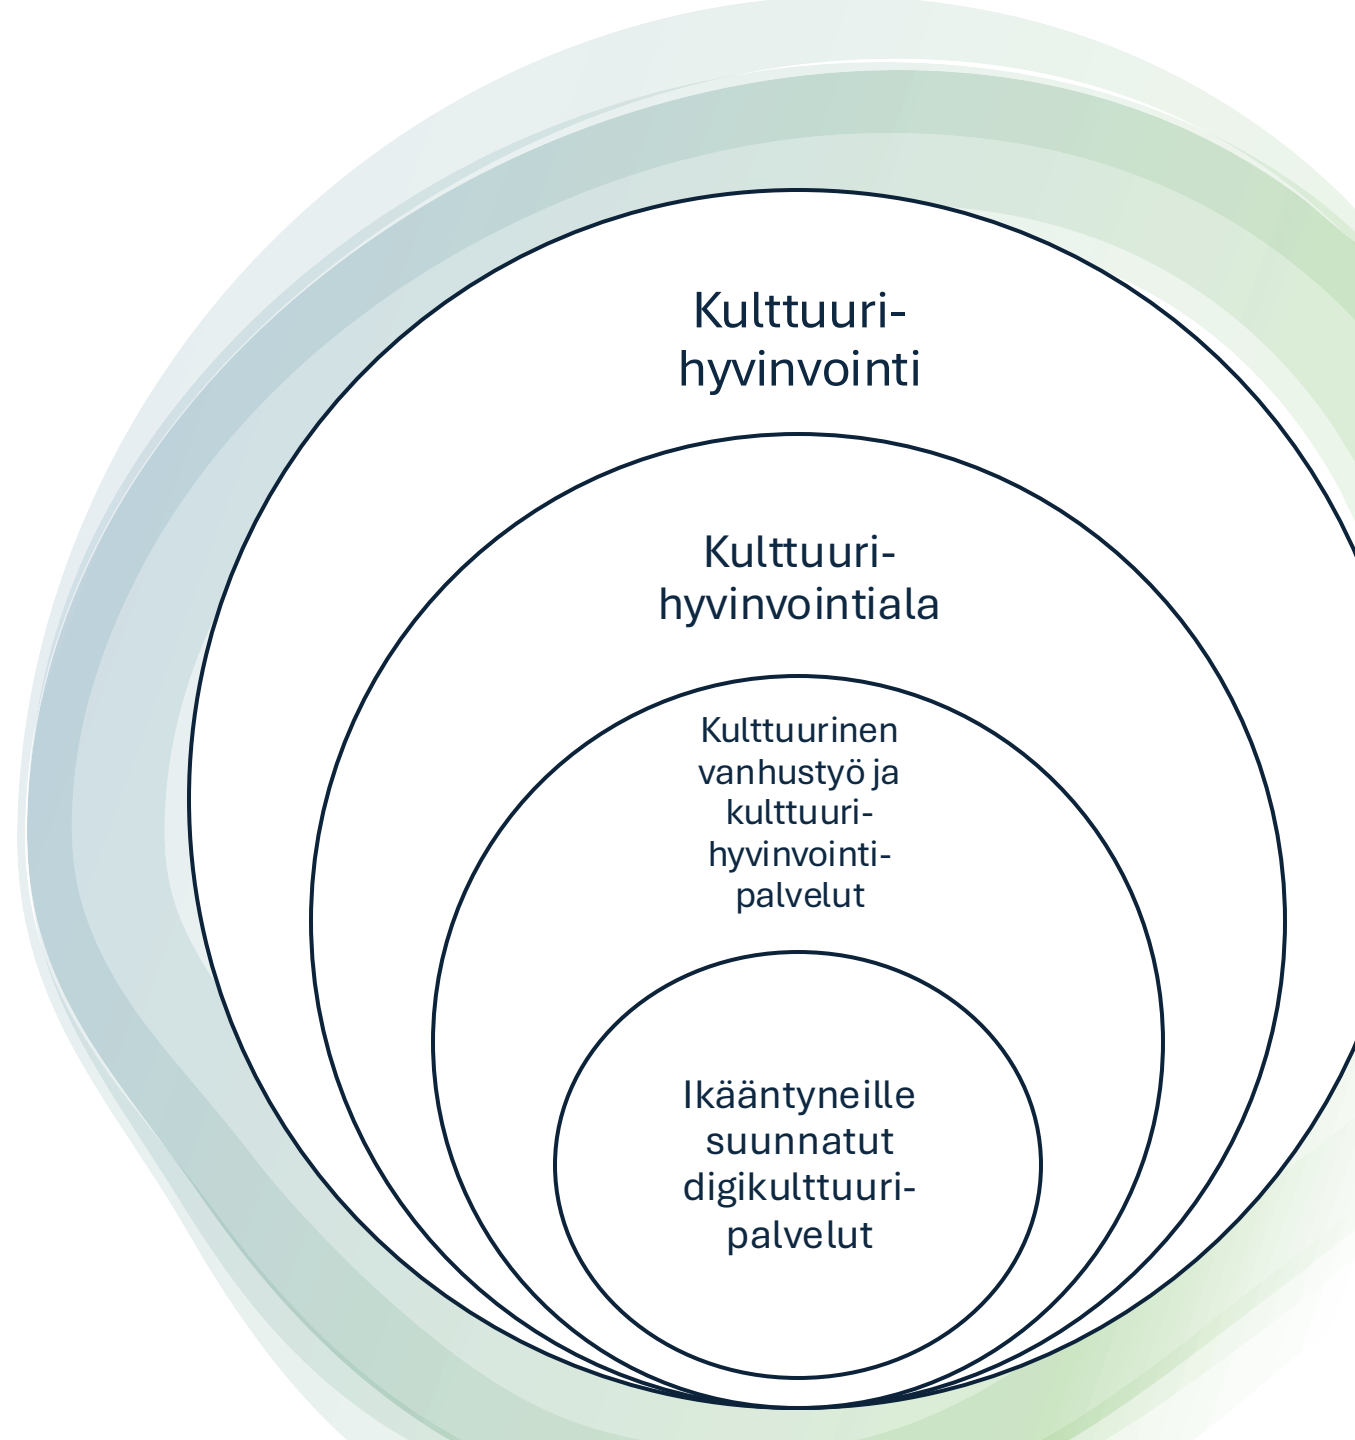 Kulttuuri-
hyvinvointi
Kulttuuri-
hyvinvointiala
Kulttuurinen
vanhustyö ja
kulttuuri-
hyvinvointi-
palvelut
Ikääntyneille
suunnatut
digikulttuuri-
palvelut